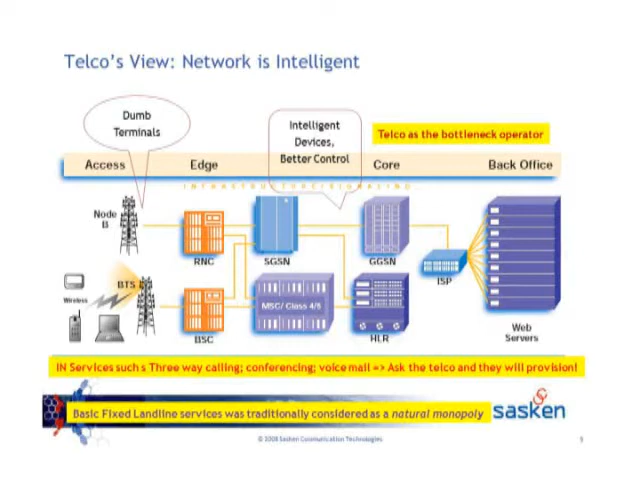 Telco's View: Network is Intelligent
Dumb
Terminals
Intelligent
Devices,
Better Control
Telco as the bottleneck operator
Access Edge Core Back Office
Node
B
RNC SGSN GGSN
ISP
BTS
Wireless
MSC/ Class 4/5
BSC HLR
Web
Servers
IN Services such s Three way calling; conferencing; voice mail => Ask the telco and they will provision!
Basic Fixed Landline services was traditionally considered as a natural monopoly
sasken
© 2008 Sasken Communication Technologies